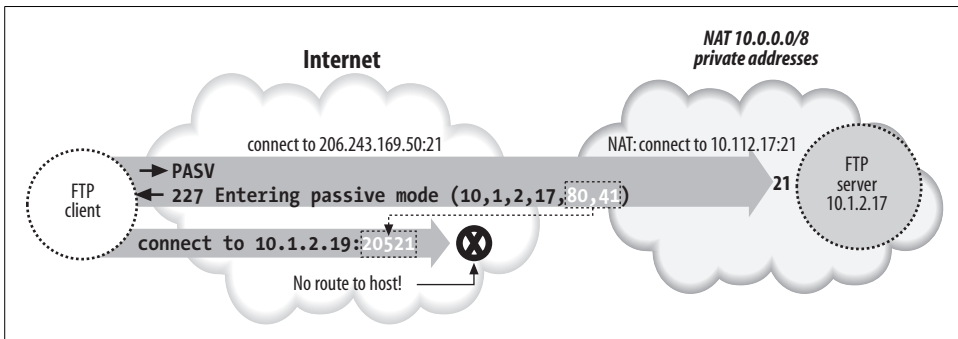 Internet
NAT 10.0.0.0/8
private addresses
connect to 206.243.169.50:21
NAT: connect to 10.112.17:21
FTP
client
PASV
227 Entering passive mode (10,1,2,17,80,41)
21
FTP
server
10.1.2.17
connect to 10.1.2.19:20521
X
No route to host!